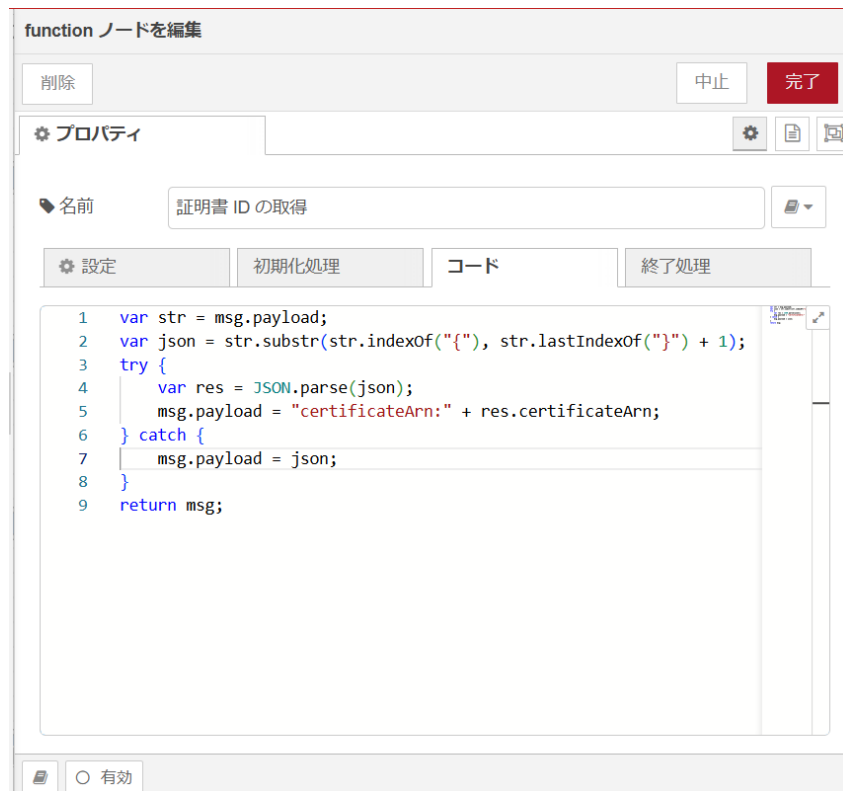 function ノードを編集
削除
中止
完了
プロパティ
名前
証明書 ID の取得
設定
初期化処理
コード
終了処理
1 var str = msg.payload;
2 var json = str.substr(str.indexOf("{"), str.lastIndexOf("}") + 1);
3 try {
4 var res = JSON.parse(json);
5 msg.payload = "certificateArn:" + res.certificateArn;
6 } catch {
7 msg.payload = json;
8 }
9 return msg;
有効